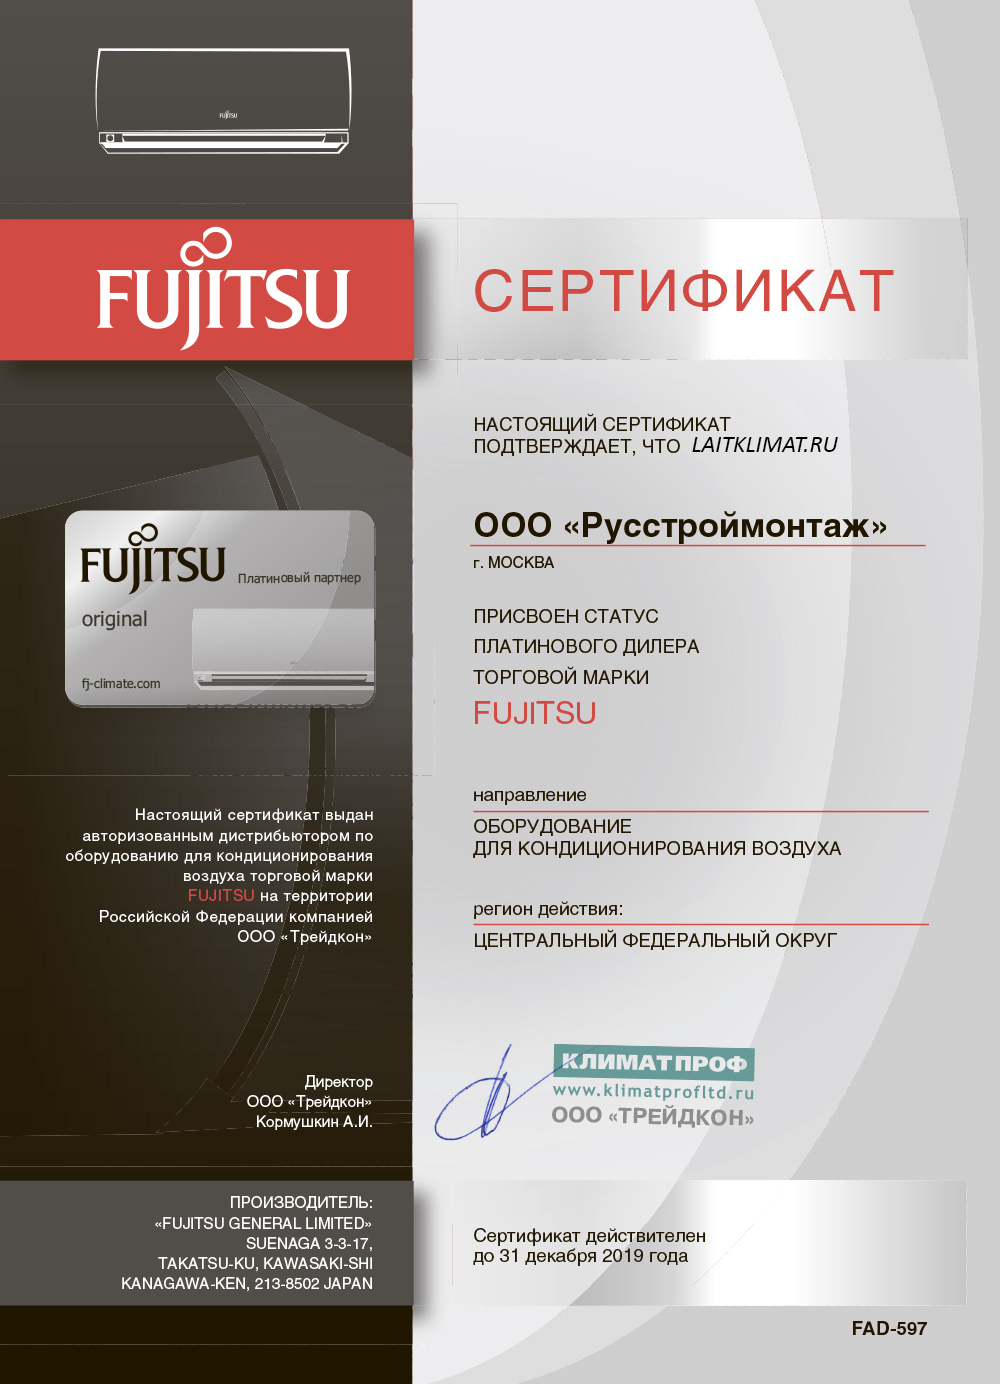 FUJITSU
FUJITSU
СЕРТИФИКАТ
НАСТОЯЩИЙ СЕРТИФИКАТ
ПОДТВЕРЖДАЕТ, ЧТО LAITKLIMAT.RU
ООО «Русстроймонтаж»
г. МОСКВА
ПРИСВОЕН СТАТУС
ПЛАТИНОВОГО ДИЛЕРА
ТОРГОВОЙ МАРКИ
FUJITSU
FUJITSU
Платиновый партнер
original
fj-climate.com
направление
ОБОРУДОВАНИЕ
ДЛЯ КОНДИЦИОНИРОВАНИЯ ВОЗДУХА
регион действия:
ЦЕНТРАЛЬНЫЙ ФЕДЕРАЛЬНЫЙ ОКРУГ
Настоящий сертификат выдан
авторизованным дистрибьютором по
оборудованию для кондиционирования
воздуха торговой марки
FUJITSU на территории
Российской Федерации компанией
ООО «Трейдкон»
Директор
ООО «Трейдкон»
Кормушкин А.И.
КЛИМАТПРОФ
www.klimatprofltd.ru
ООО «ТРЕЙДКОН»
ПРОИЗВОДИТЕЛЬ:
«FUJITSU GENERAL LIMITED»
SUENAGA 3-3-17,
TAKATSU-KU, KAWASAKI-SHI
KANAGAWA-KEN, 213-8502 JAPAN
Сертификат действителен
до 31 декабря 2019 года
FAD-597